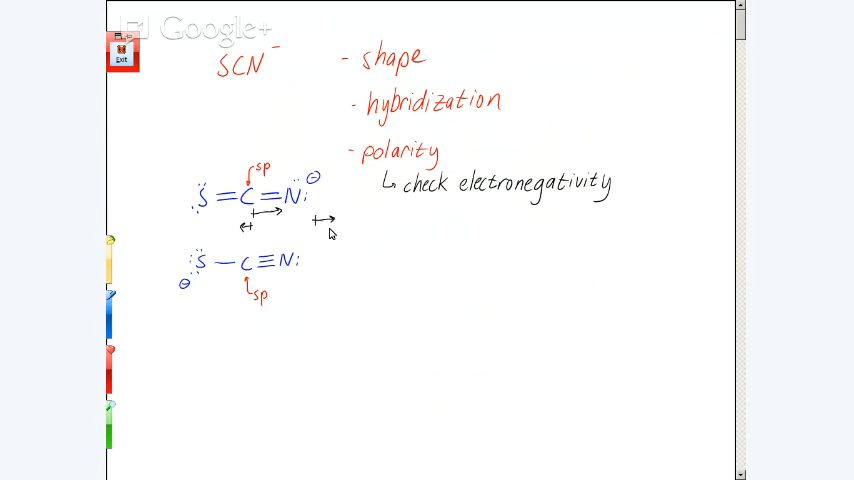 Google+
Exit
SCN⁻
- shape
- hybridization
- polarity
↳ check electronegativity
sp
S=C=N ⊖
:S—C≡N:
⊖
sp